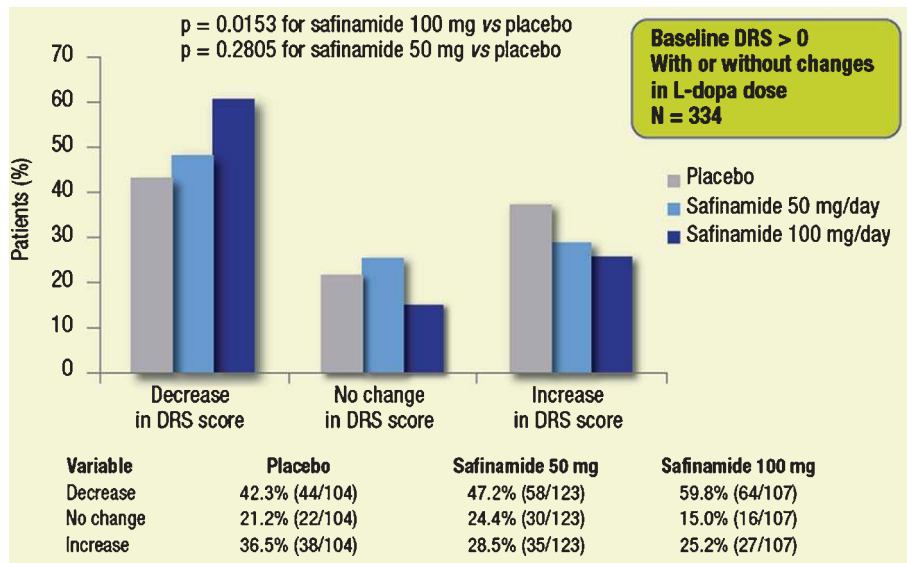 p = 0.0153 for safinamide 100 mg vs placebo
p = 0.2805 for safinamide 50 mg vs placebo
Baseline DRS > 0
With or without changes
in L-dopa dose
N = 334
Patients (%)
70
60
50
40
30
20
10
0
Placebo
Safinamide 50 mg/day
Safinamide 100 mg/day
Decrease
in DRS score
No change
in DRS score
Increase
in DRS score
Variable Placebo Safinamide 50 mg Safinamide 100 mg
Decrease 42.3% (44/104) 47.2% (58/123) 59.8% (64/107)
No change 21.2% (22/104) 24.4% (30/123) 15.0% (16/107)
Increase 36.5% (38/104) 28.5% (35/123) 25.2% (27/107)